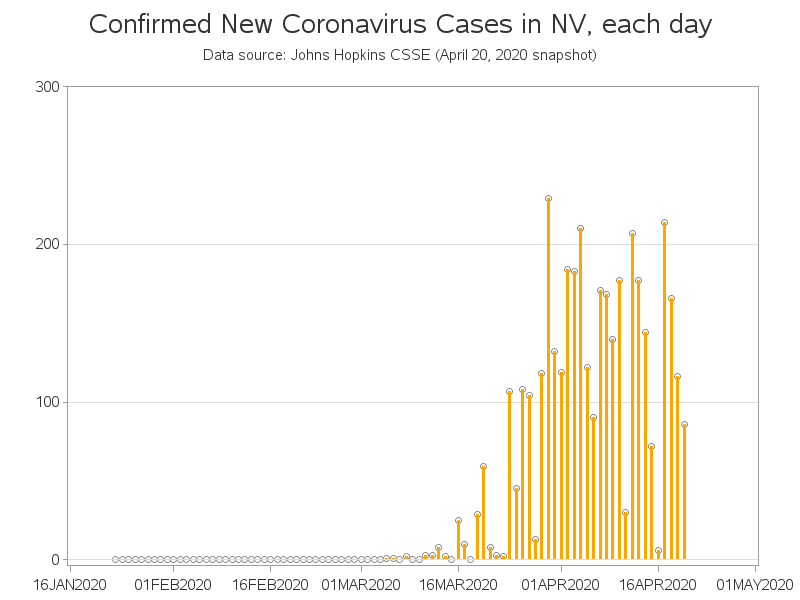 Confirmed New Coronavirus Cases in NV, each day
Data source: Johns Hopkins CSSE (April 20, 2020 snapshot)
300
200
100
0
16JAN2020 01FEB2020 16FEB2020 01MAR2020 16MAR2020 01APR2020 16APR2020 01MAY2020